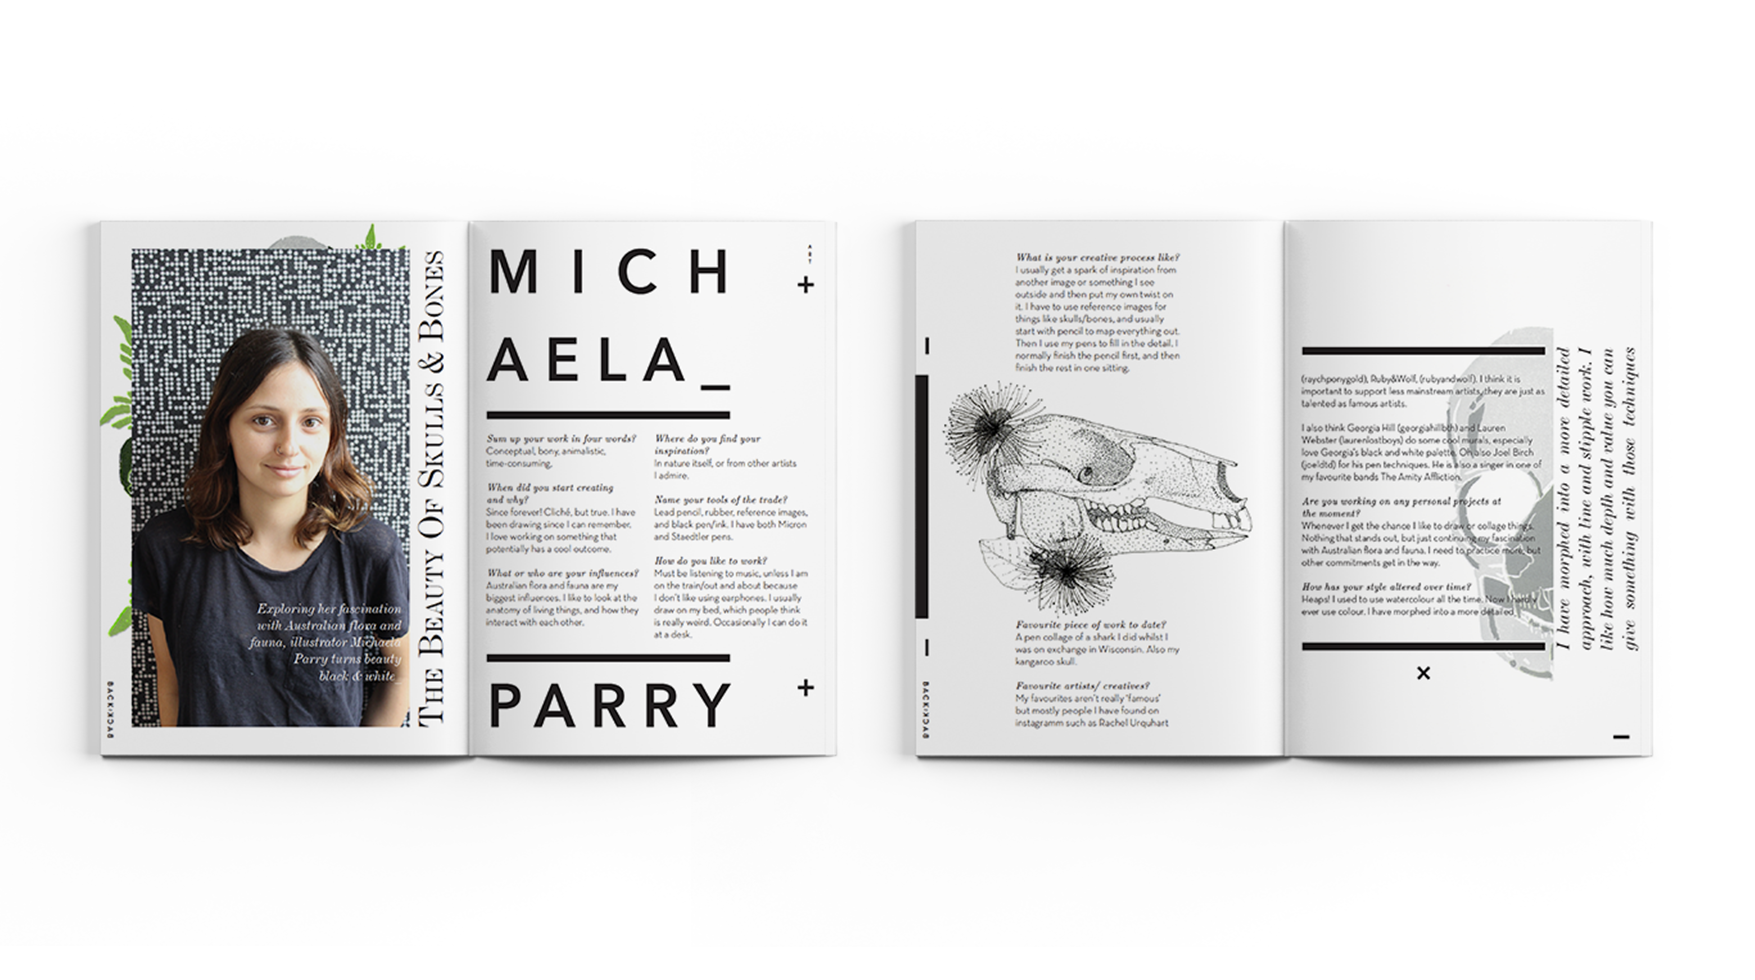 THE BEAUTY OF SKULLS & BONES
Exploring her fascination
with Australian flora and
fauna, illustrator Michaela
Parry turns beauty
black & white_
MICH
AELA_
ART
+
Sum up your work in four words?
Conceptual, bony, animalistic,
time-consuming.
When did you start creating
and why?
Since forever! Cliché, but true. I have
been drawing since I can remember.
I love working on something that
potentially has a cool outcome.
What or who are your influences?
Australian flora and fauna are my
biggest influences. I like to look at the
anatomy of living things, and how they
interact with each other.
Where do you find your
inspiration?
In nature itself, or from other artists
I admire.
Name your tools of the trade?
Lead pencil, rubber, reference images,
and black pen/ink. I have both Micron
and Staedtler pens.
How do you like to work?
Must be listening to music, unless I am
on the train/out and about because
I don't like using earphones. I usually
draw on my bed, which people think
is really weird. Occasionally I can do it
at a desk.
PARRY
+
What is your creative process like?
I usually get a spark of inspiration from
another image or something I see
outside and then put my own twist on
it. I have to use reference images for
things like skulls/bones, and usually
start with pencil to map everything out.
Then I use my pens to fill in the detail. I
normally finish the pencil first, and then
finish the rest in one sitting.
Favourite piece of work to date?
A pen collage of a shark I did whilst I
was on exchange in Wisconsin. Also my
kangaroo skull.
Favourite artists/ creatives?
My favourites aren't really 'famous'
but mostly people I have found on
instagramm such as Rachel Urquhart
(raychponygold), Ruby&Wolf, (rubyandwolf). I think it is
important to support less mainstream artists, they are just as
talented as famous artists.
I also think Georgia Hill (georgiahillbth) and Lauren
Webster (laurenlostboys) do some cool murals, especially
love Georgia's black and white palette. Oh, also Joel Birch
(joeldtd) for his pen techniques. He is also a singer in one of
my favourite bands The Amity Affliction.
Are you working on any personal projects at
the moment?
Whenever I get the chance I like to draw or collage things.
Nothing that stands out, but just continuing my fascination
with Australian flora and fauna. I need to practice more, but
other commitments get in the way.
How has your style altered over time?
Heaps! I used to use watercolour all the time. Now I hardly
ever use colour. I have morphed into a more detailed
I have morphed into a more detailed
approach, with line and stipple work. I
like how much depth and value you can
give something with those techniques